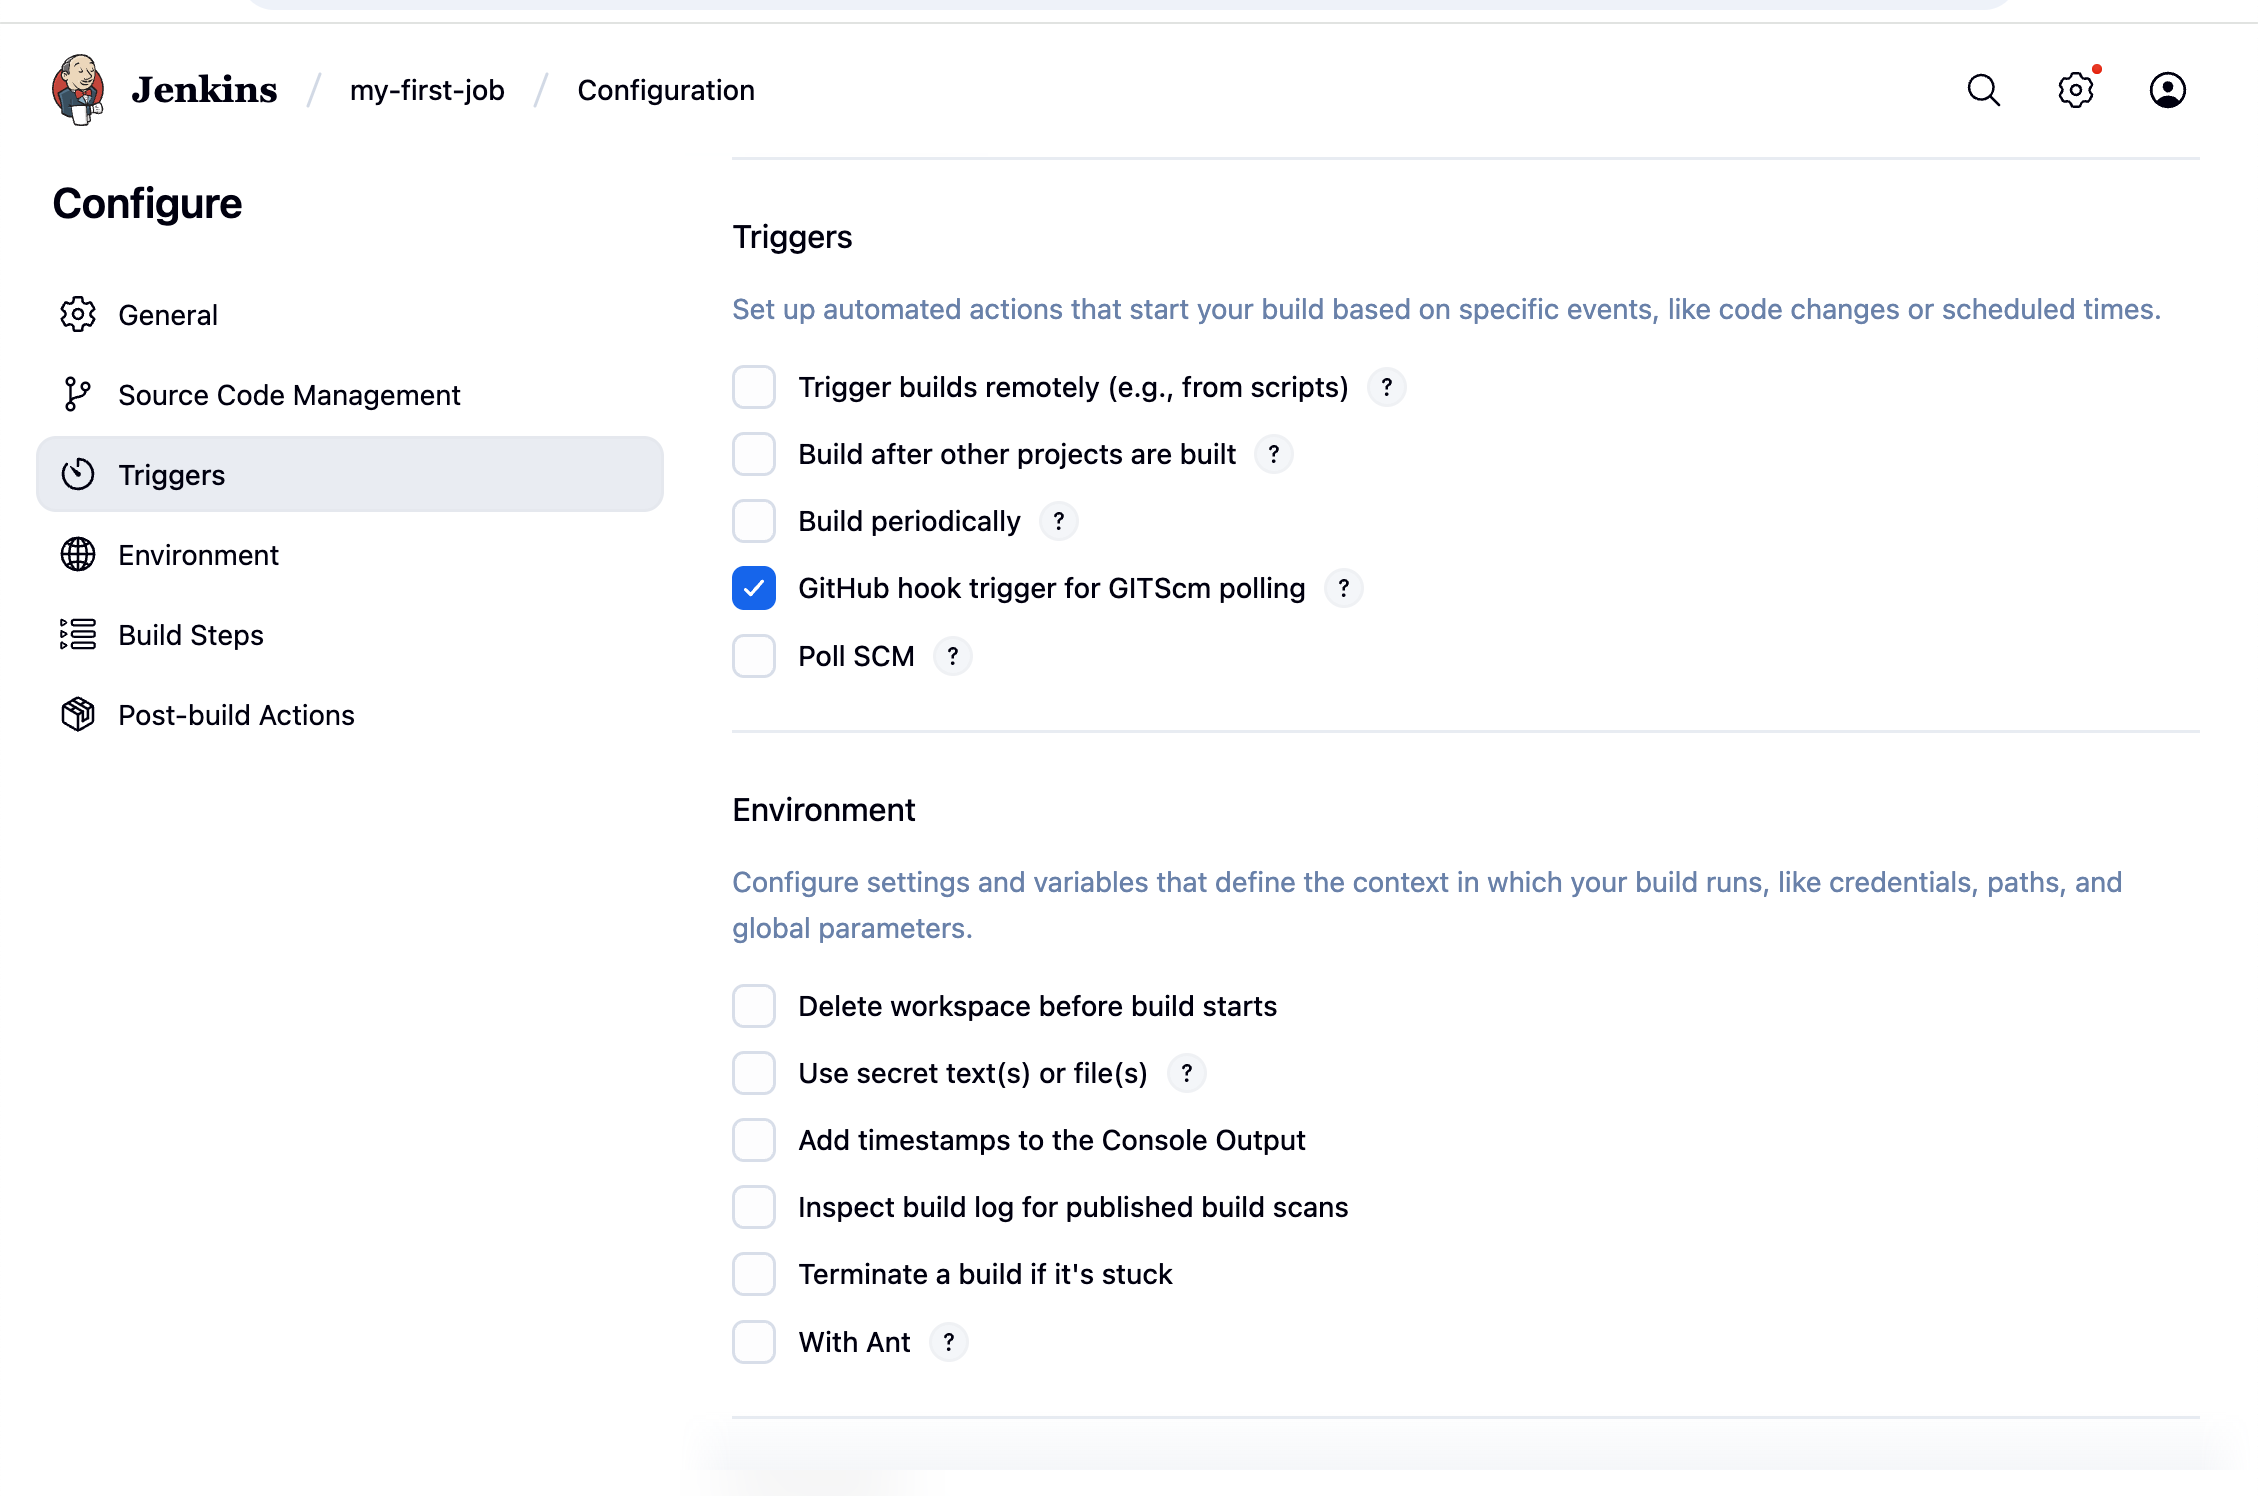 Jenkins / my-first-job / Configuration
Configure
General
Source Code Management
Triggers
Environment
Build Steps
Post-build Actions
Triggers
Set up automated actions that start your build based on specific events, like code changes or scheduled times.
Trigger builds remotely (e.g., from scripts) ?
Build after other projects are built ?
Build periodically ?
GitHub hook trigger for GITScm polling ?
Poll SCM ?
Environment
Configure settings and variables that define the context in which your build runs, like credentials, paths, and
global parameters.
Delete workspace before build starts
Use secret text(s) or file(s) ?
Add timestamps to the Console Output
Inspect build log for published build scans
Terminate a build if it's stuck
With Ant ?